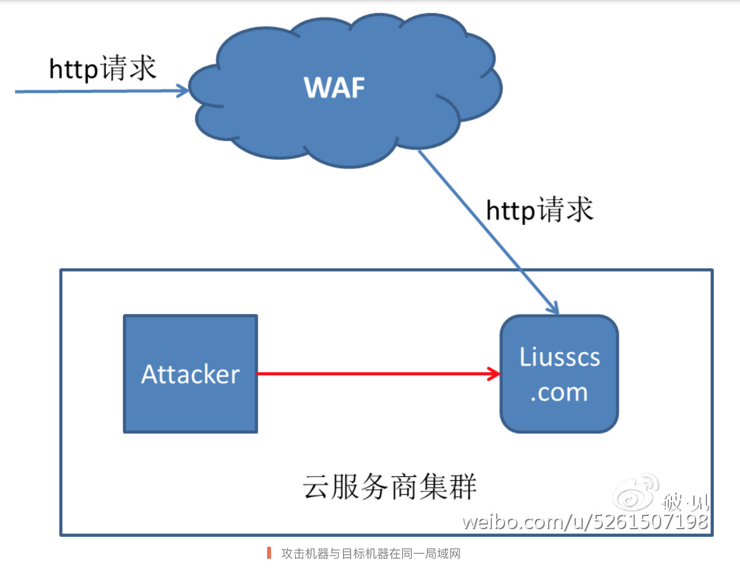 http请求
WAF
http请求
Attacker
Liusscs
.com
云服务商集群
破·见
weibo.com/u/5261507198
攻击机器与目标机器在同一局域网